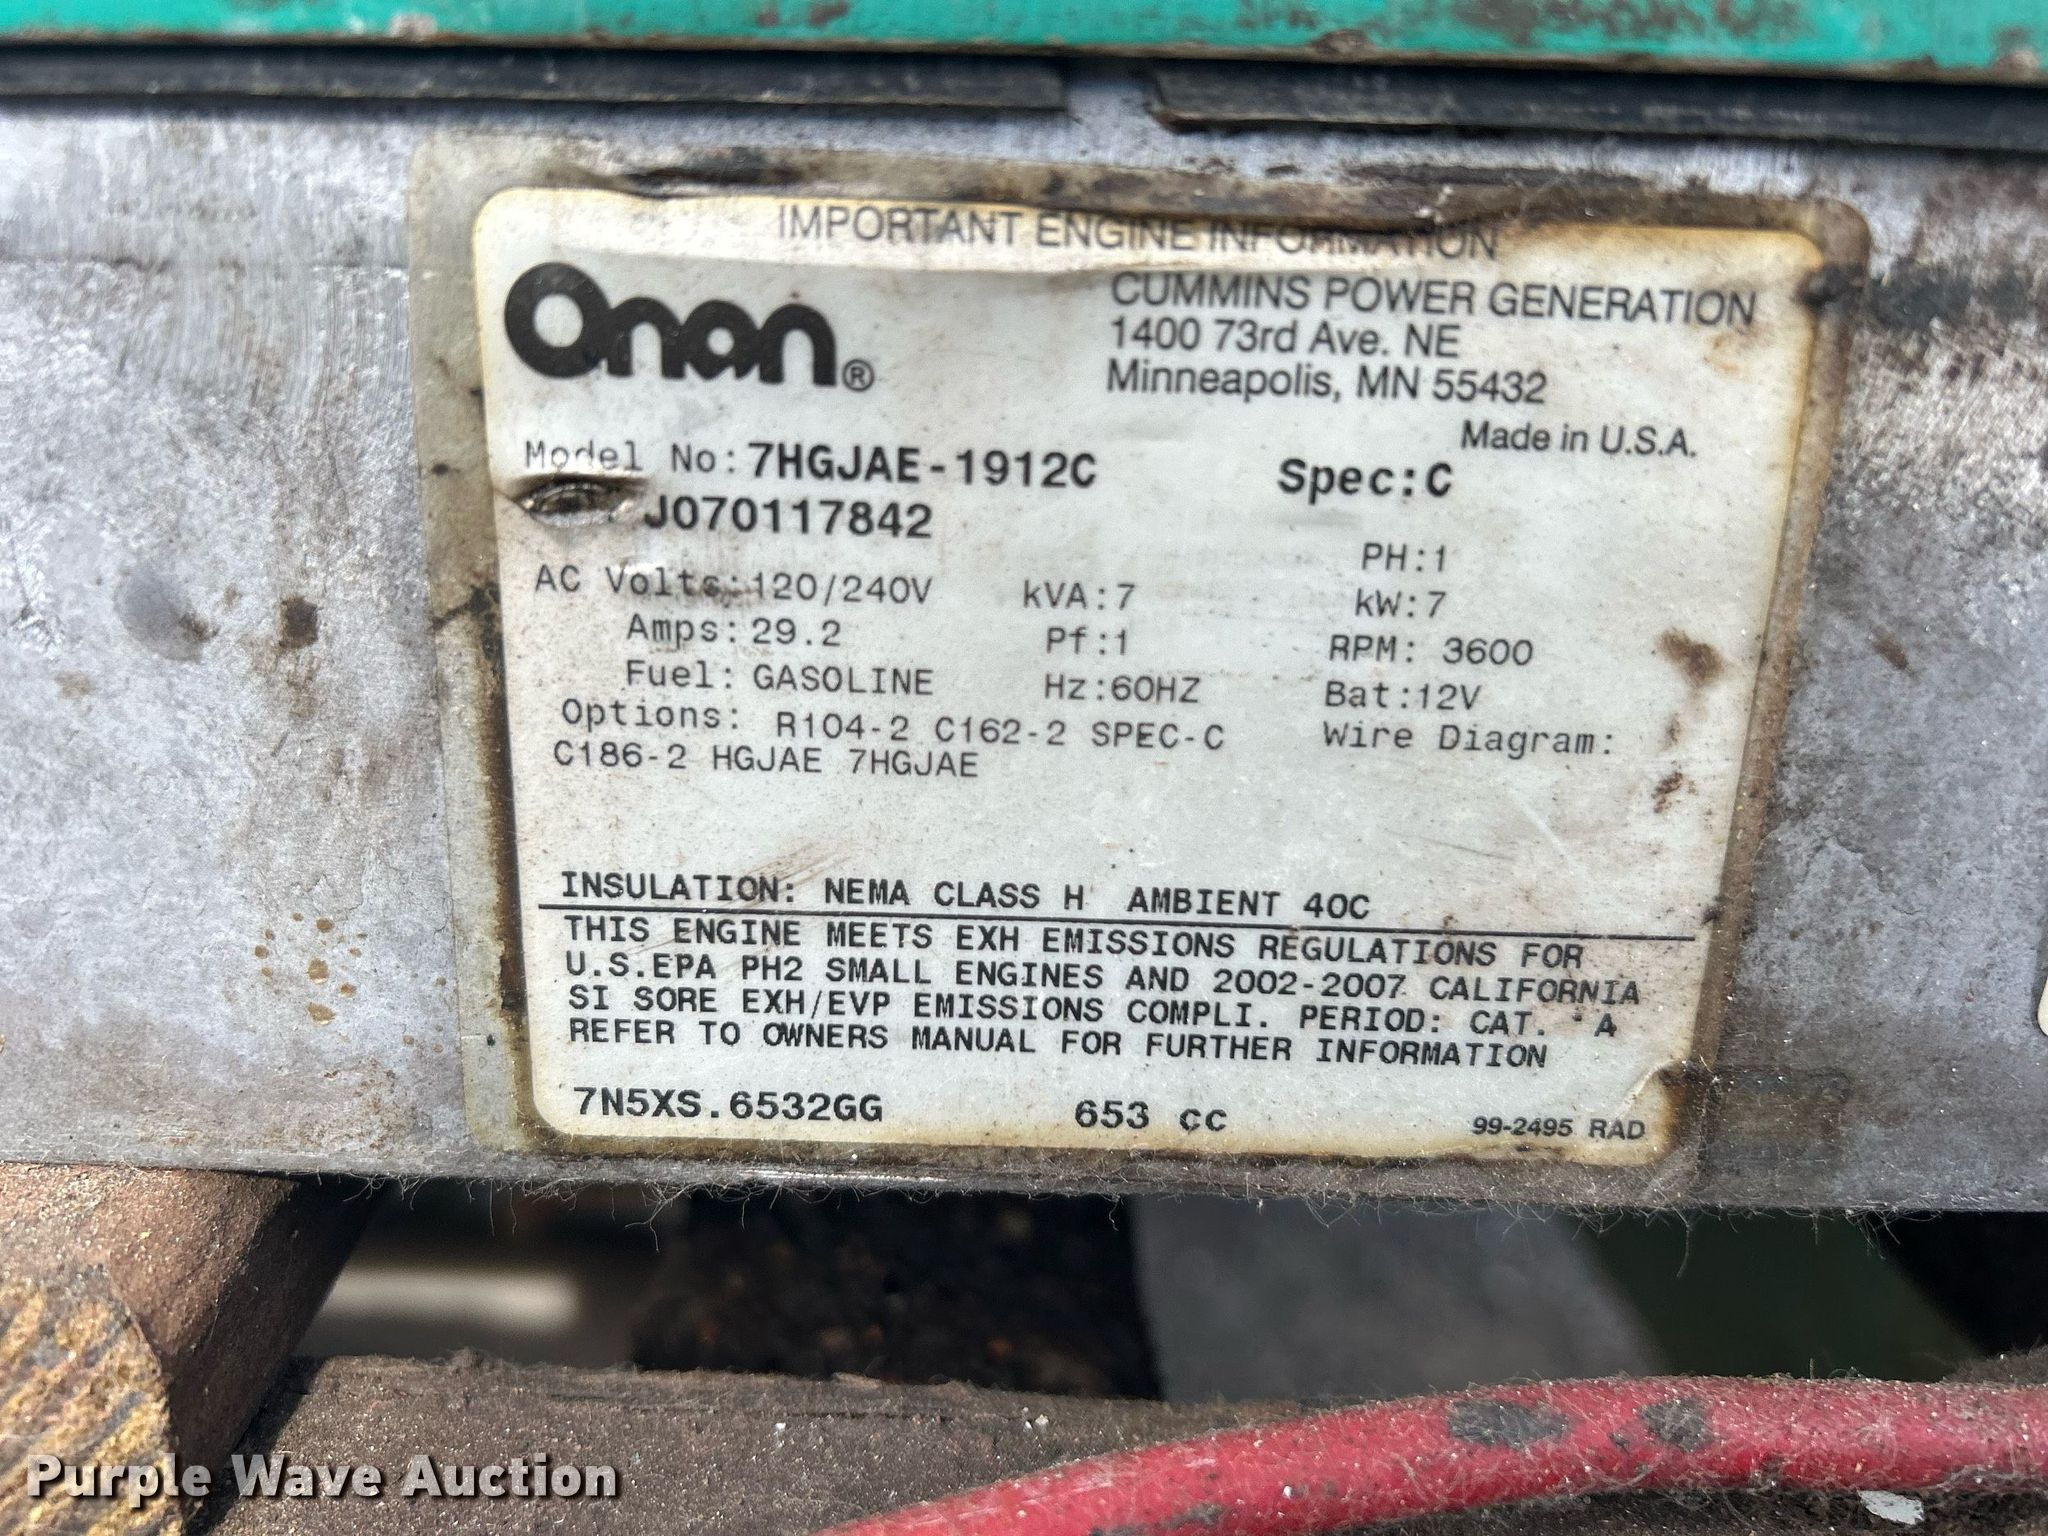 IMPORTANT ENGINE INFORMATION
Onan®
CUMMINS POWER GENERATION
1400 73rd Ave. NE
Minneapolis, MN 55432
Made in U.S.A.
Model No: 7HGJAE-1912C Spec:C
J070117842
PH:1
AC Volts:120/240V kVA:7 kW:7
Amps:29.2 Pf:1 RPM: 3600
Fuel: GASOLINE Hz:60HZ Bat:12V
Options: R104-2 C162-2 SPEC-C Wire Diagram:
C186-2 HGJAE 7HGJAE
INSULATION: NEMA CLASS H AMBIENT 40C
THIS ENGINE MEETS EXH EMISSIONS REGULATIONS FOR
U.S.EPA PH2 SMALL ENGINES AND 2002-2007 CALIFORNIA
SI SORE EXH/EVP EMISSIONS COMPLI. PERIOD: CAT. A
REFER TO OWNERS MANUAL FOR FURTHER INFORMATION
7N5XS.6532GG 653 cc 99-2495 RAD
Purple Wave Auction